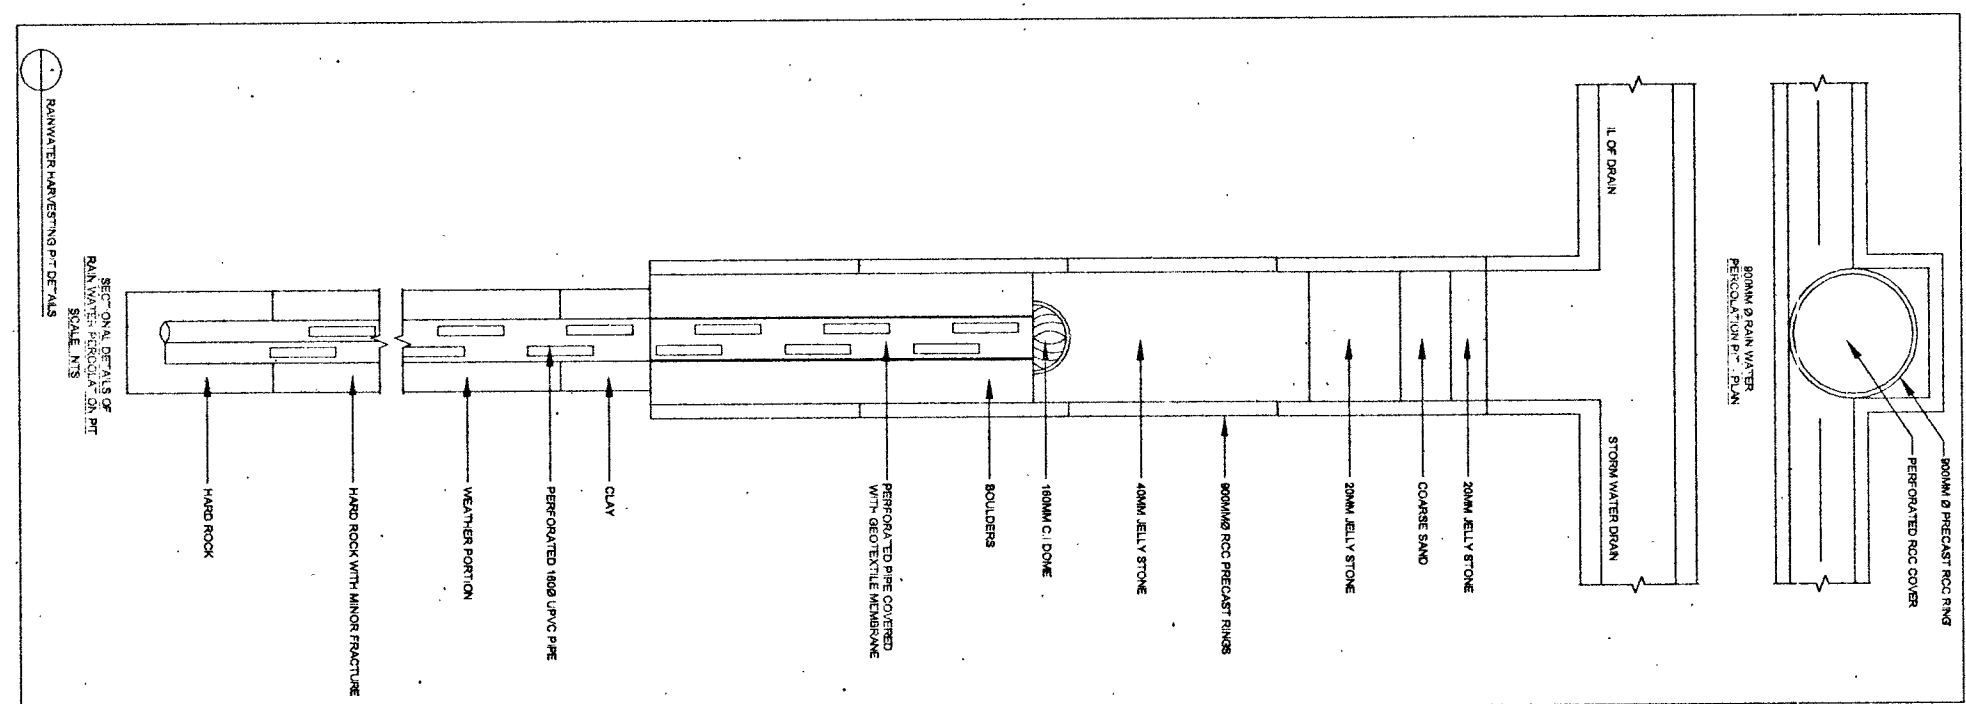 900MM Ø PRECAST RCC RING
PERFORATED RCC COVER
900MM Ø RAIN WATER
PERCOLATION PIT - PLAN
IL OF DRAIN
STORM WATER DRAIN
20MM JELLY STONE
COARSE SAND
20MM JELLY STONE
900MMØ RCC PRECAST RINGS
40MM JELLY STONE
160MM C.I DOME
BOULDERS
PERFORATED PIPE COVERED
WITH GEOTEXTILE MEMBRANE
CLAY
PERFORATED 160Ø UPVC PIPE
WEATHER PORTION
HARD ROCK WITH MINOR FRACTURE
HARD ROCK
SECTIONAL DETAILS OF
RAIN WATER PERCOLATION PIT
SCALE NTS
RAINWATER HARVESTING PIT DETAILS